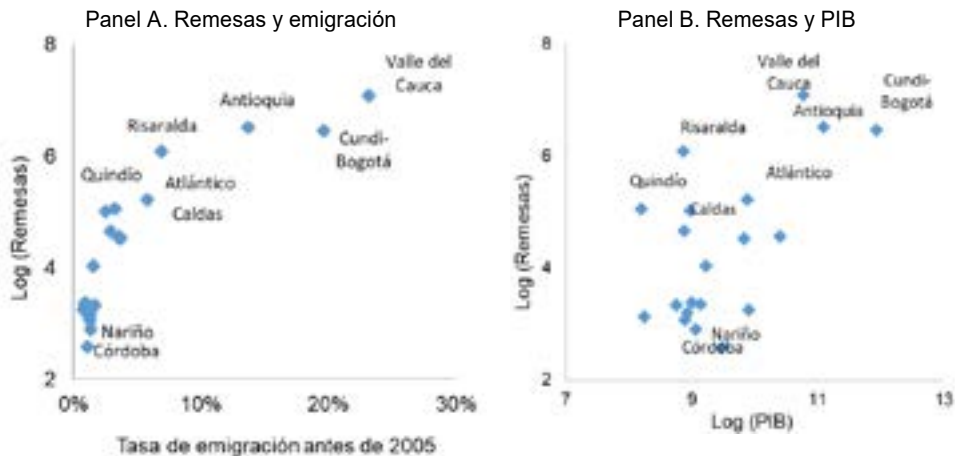 Panel A. Remesas y emigración
8
6
4
2
Log (Remesas)
Valle del
Cauca
Antioquia
Risaralda
Cundi-
Bogotá
Quindío
Atlántico
Caldas
Nariño
Córdoba
0%
10%
20%
30%
Tasa de emigración antes de 2005
Panel B. Remesas y PIB
8
6
4
2
Log (Remesas)
Valle del
Cauca
Cundi-
Bogotá
Antioquia
Risaralda
Atlántico
Quindío
Caldas
Nariño
Córdoba
7
9
11
13
Log (PIB)